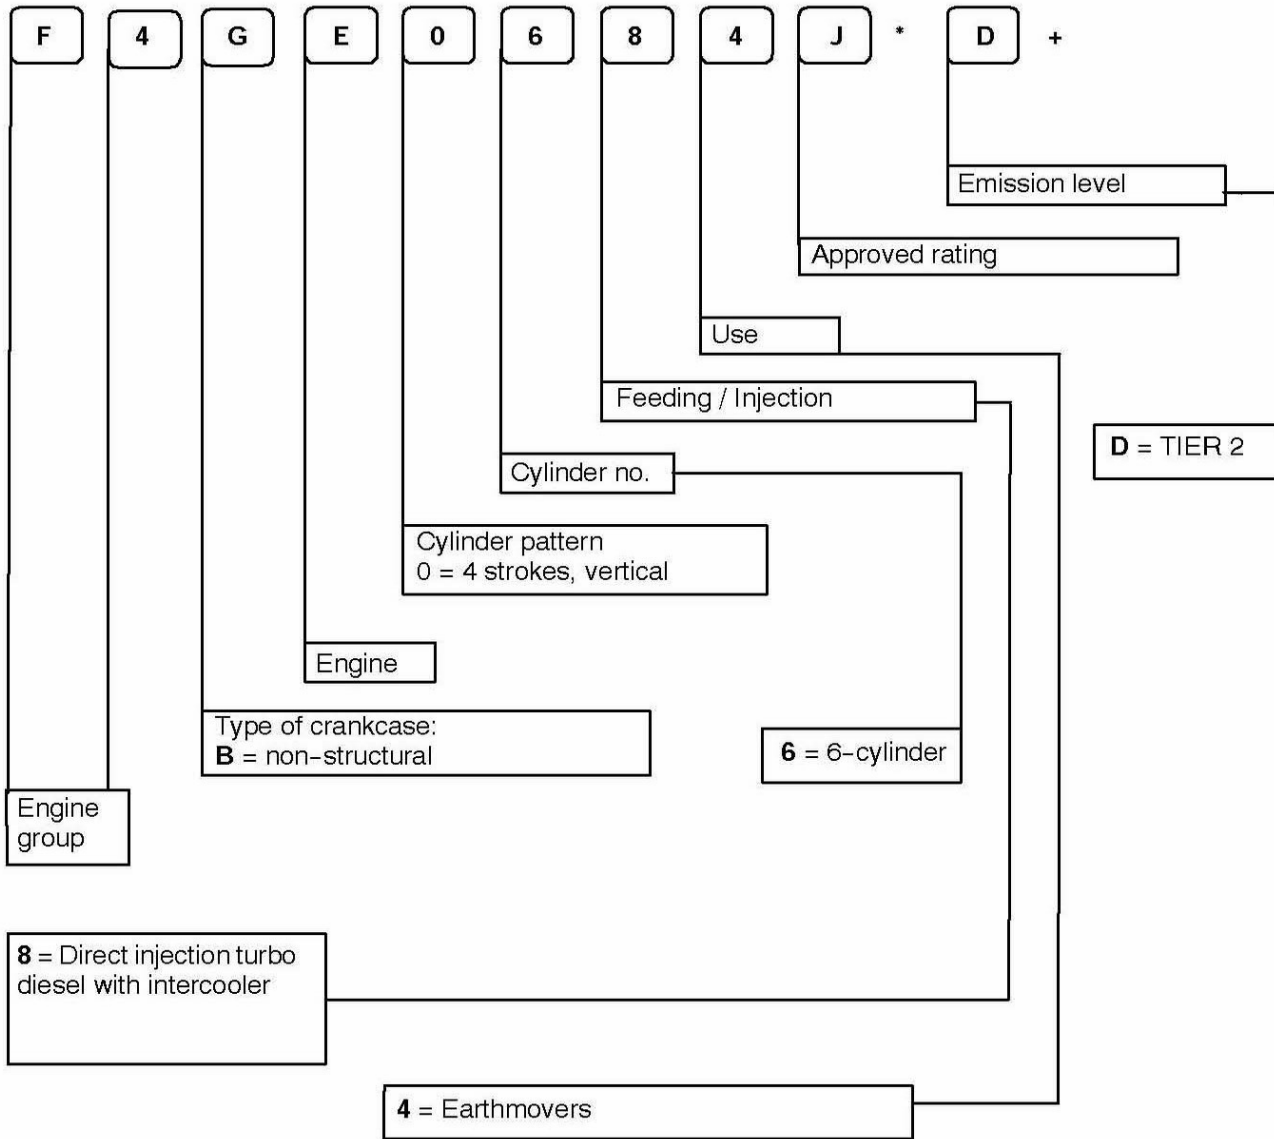 F 4 G E 0 6 8 4 J * D +
Emission level
Approved rating
Use
Feeding / Injection
D = TIER 2
Cylinder no.
Cylinder pattern
0 = 4 strokes, vertical
Engine
Type of crankcase:
B = non-structural
6 = 6-cylinder
Engine
group
8 = Direct injection turbo
diesel with intercooler
4 = Earthmovers